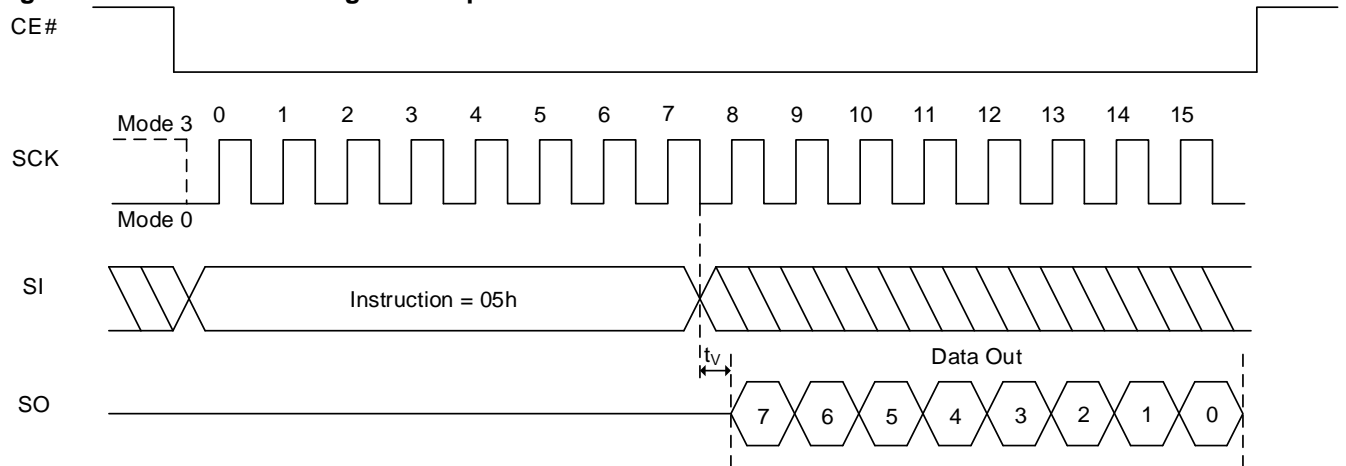 CE#
0 1 2 3 4 5 6 7 8 9 10 11 12 13 14 15
Mode 3
SCK
Mode 0
SI
Instruction = 05h
tV
Data Out
SO
7 6 5 4 3 2 1 0